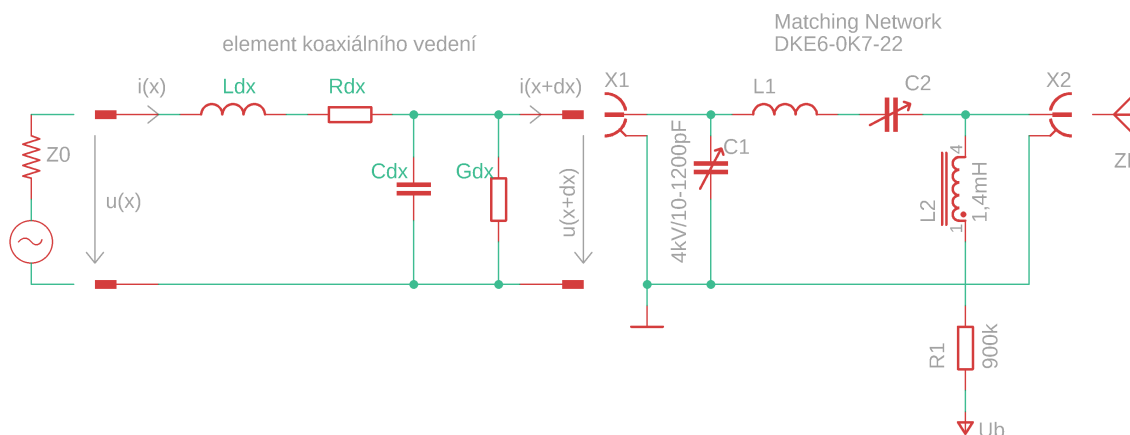 Matching Network
DKE6-0K7-22
element koaxiálního vedení
i(x)
Ldx
Rdx
i(x+dx)
X1
L1
C2
X2
Z0
u(x)
Cdx
Gdx
u(x+dx)
4kV/10-1200pF
C1
L2
4
1
1,4mH
R1
900k
Ub